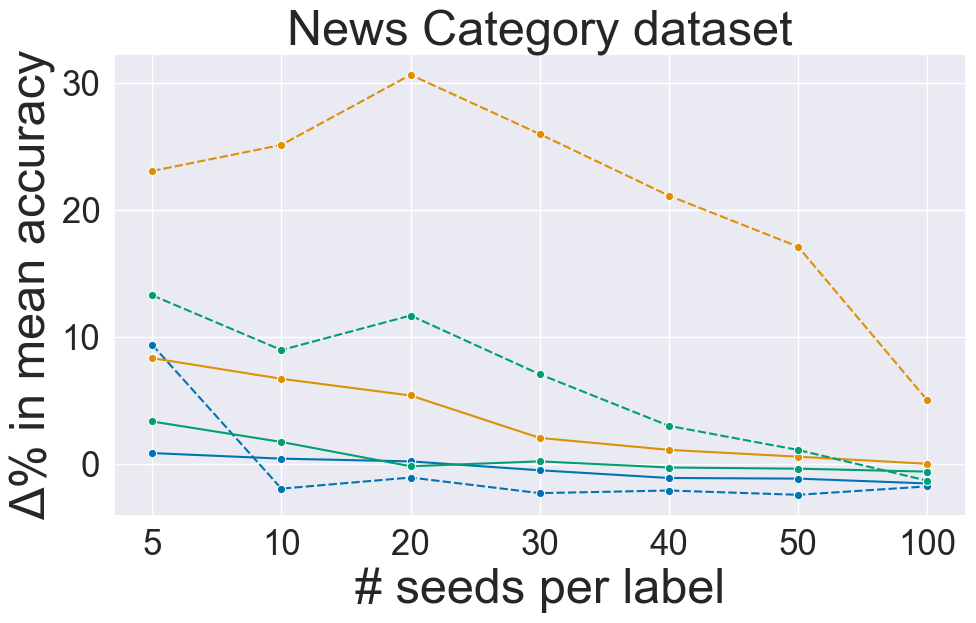 News Category dataset
Δ% in mean accuracy
30
20
10
0
5 10 20 30 40 50 100
# seeds per label